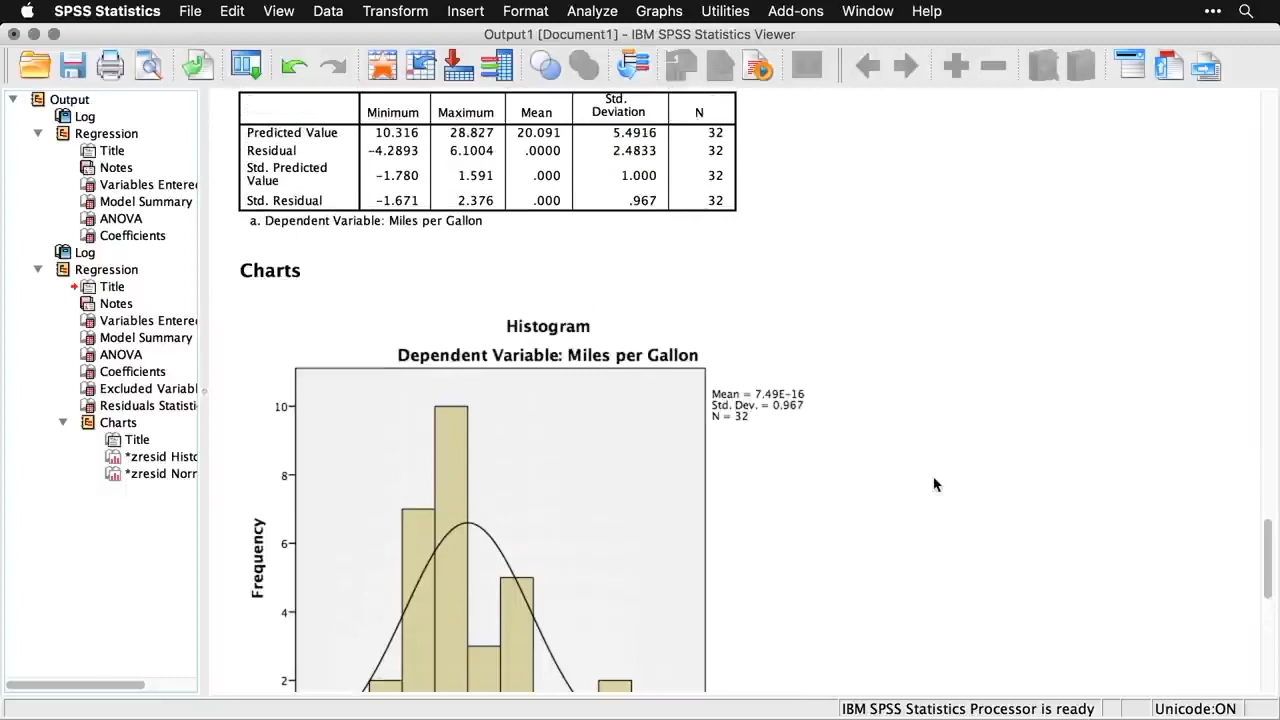 SPSS Statistics File Edit View Data Transform Insert Format Analyze Graphs Utilities Add-ons Window Help
Output1 [Document1] - IBM SPSS Statistics Viewer
Output
Log
Regression
Title
Notes
Variables Entere
Model Summary
ANOVA
Coefficients
Log
Regression
Title
Notes
Variables Entere
Model Summary
ANOVA
Coefficients
Excluded Variabl
Residuals Statisti
Charts
Title
*zresid Histo
*zresid Norr
Minimum Maximum Mean Std. Deviation N
Predicted Value 10.316 28.827 20.091 5.4916 32
Residual -4.2893 6.1004 .0000 2.4833 32
Std. Predicted Value -1.780 1.591 .000 1.000 32
Std. Residual -1.671 2.376 .000 .967 32
a. Dependent Variable: Miles per Gallon
Charts
Histogram
Dependent Variable: Miles per Gallon
Mean = 7.49E-16
Std. Dev. = 0.967
N = 32
Frequency
10
8
6
4
2
IBM SPSS Statistics Processor is ready Unicode:ON